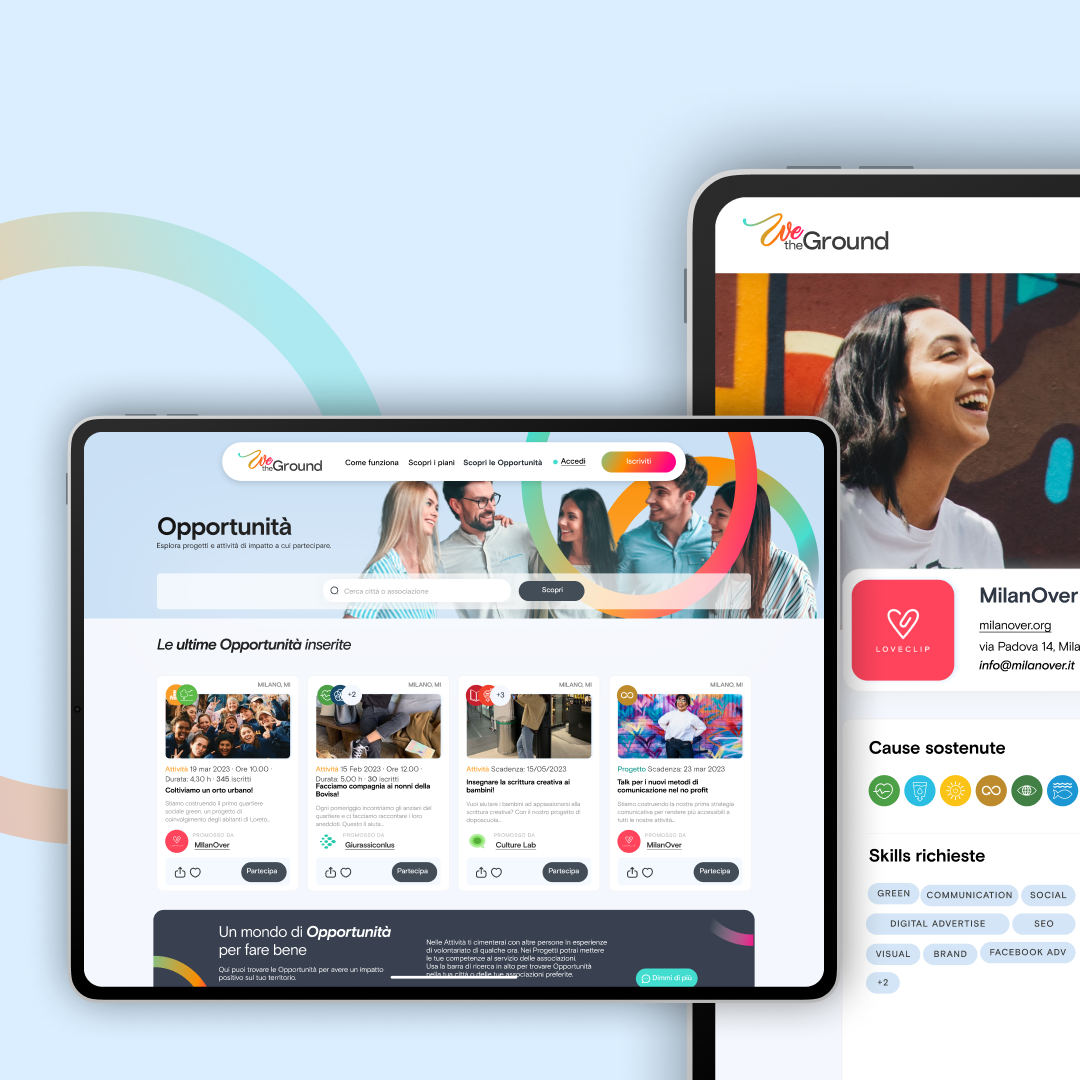 We
theGround
Come funziona
Scopri i piani
Scopri le Opportunità
Accedi
Iscriviti
Opportunità
Esplora progetti e attività di impatto a cui partecipare.
Cerca città o associazione
Scopri
Le ultime Opportunità inserite
MILANO, MI
Attività 19 mar 2023 · Ore 10.00 ·
Durata: 4,30 h · 345 iscritti
Coltiviamo un orto urbano!
Stiamo costruendo il primo quartiere
sociale green, un progetto di
coinvolgimento degli abitanti di Loreto..
PROMOSSO DA
MilanOver
Partecipa
+2
MILANO, MI
Attività 15 Feb 2023 · Ore 12.00 ·
Durata: 5,00 h · 30 iscritti
Facciamo compagnia ai nonni della
Bovisa!
Ogni pomeriggio incontriamo gli anziani del
quartiere e ci facciamo raccontare i loro
aneddoti. Questo ti aiuta..
PROMOSSO DA
Giurassiconlus
Partecipa
+3
MILANO, MI
Attività Scadenza: 15/05/2023
Insegnare la scrittura creativa ai
bambini!
Vuoi aiutare i bambini ad appassionarsi alla
scrittura creativa? Con il nostro progetto di
doposcuola...
PROMOSSO DA
Culture Lab
Partecipa
MILANO, MI
Progetto Scadenza: 23 mar 2023
Talk per i nuovi metodi di
comunicazione nel no profit
Stiamo costruendo la nostra prima strategia
comunicativa per rendere più accessibili a
tutti le nostre attività..
PROMOSSO DA
MilanOver
Partecipa
Un mondo di Opportunità
per fare bene
Qui puoi trovare le Opportunità per avere un impatto
positivo sul tuo territorio.
Nelle Attività ti cimenterai con altre persone in esperienze
di volontariato di qualche ora. Nei Progetti potrai mettere
le tue competenze al servizio delle associazioni.
Usa la barra di ricerca in alto per trovare Opportunità
nella tua città o delle tue associazioni preferite.
Dimmi di più
We
theGround
LOVECLIP
MilanOver
milanover.org
via Padova 14, Mila
info@milanover.it
Cause sostenute
Skills richieste
GREEN
COMMUNICATION
SOCIAL
DIGITAL ADVERTISE
SEO
VISUAL
BRAND
FACEBOOK ADV
+2